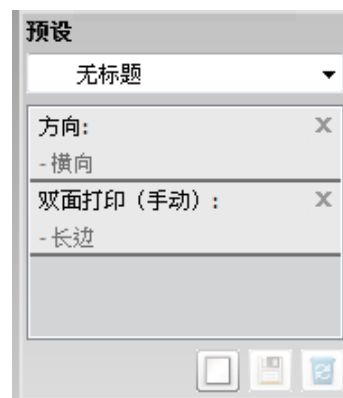 预设
无标题
方向:
- 横向
双面打印（手动）:
- 长边